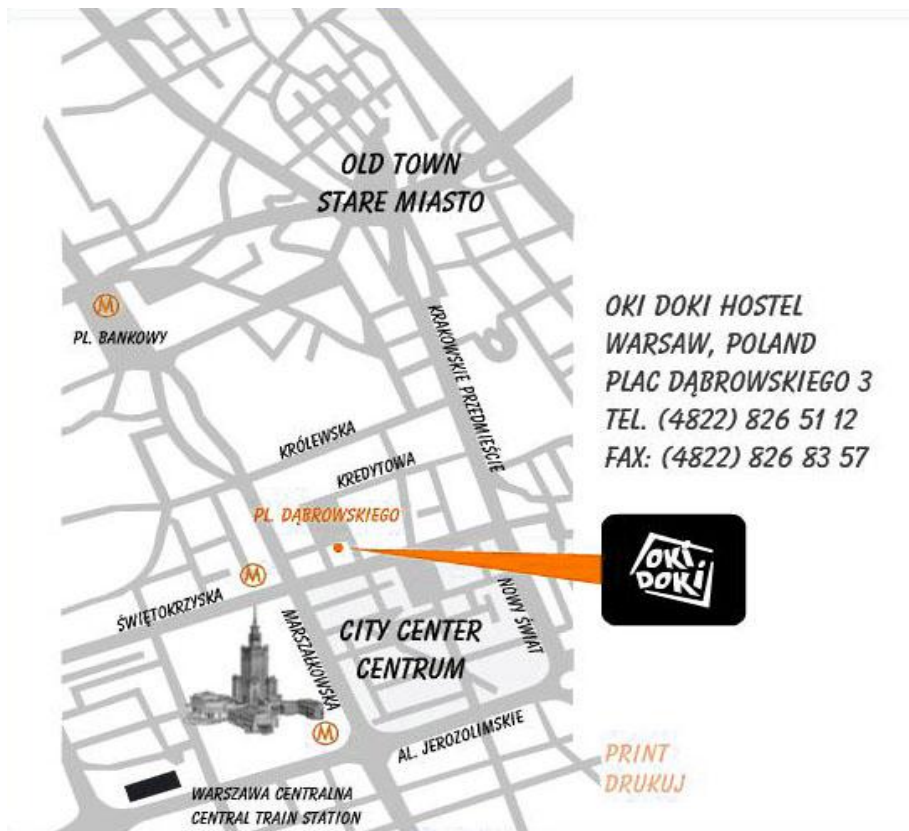 OLD TOWN
STARE MIASTO
M
PL. BANKOWY
KRAKOWSKIE PRZEDMIEŚCIE
OKI DOKI HOSTEL
WARSAW, POLAND
PLAC DĄBROWSKIEGO 3
TEL. (4822) 826 51 12
FAX: (4822) 826 83 57
KRÓLEWSKA
KREDYTOWA
PL. DĄBROWSKIEGO
OKI
DOKI
M
ŚWIĘTOKRZYSKA
MARSZAŁKOWSKA
NOWY ŚWIAT
CITY CENTER
CENTRUM
M
AL. JEROZOLIMSKIE
PRINT
DRUKUJ
WARSZAWA CENTRALNA
CENTRAL TRAIN STATION